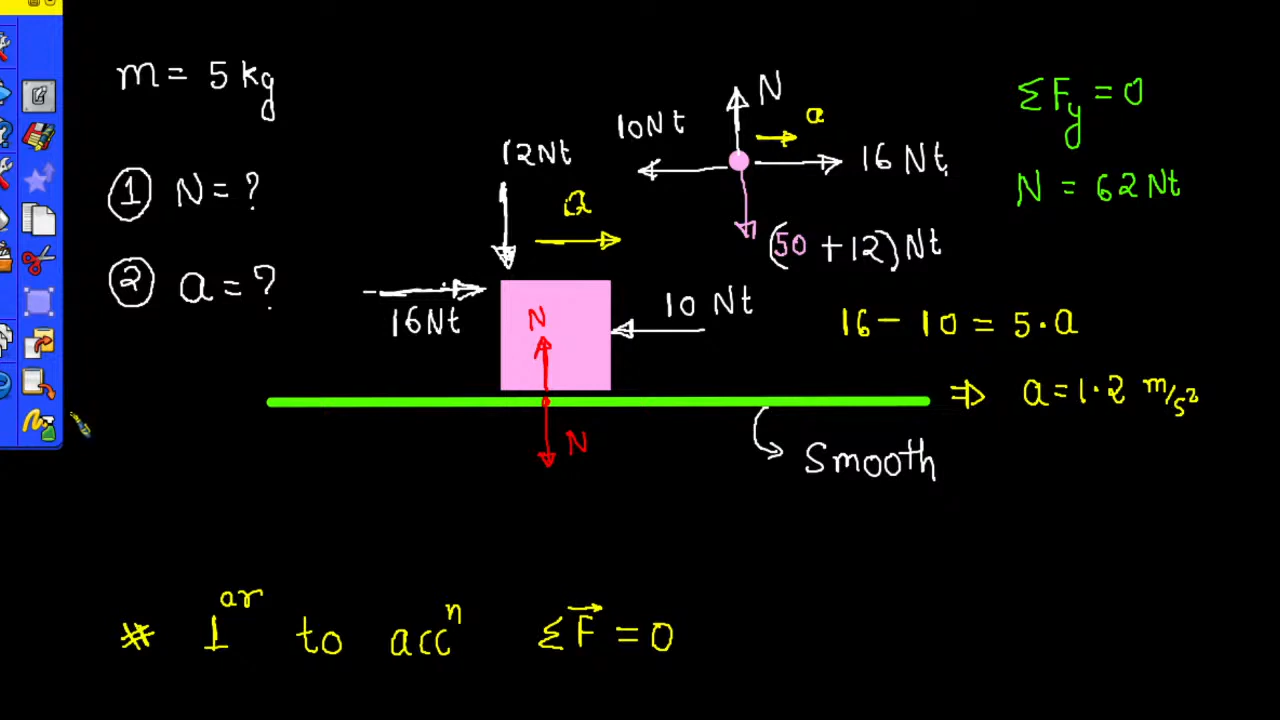 m = 5 kg
① N = ?
② a = ?
12Nt
a
16Nt
10 Nt
N
N
N
a
10Nt
16 Nt
(50 + 12) Nt
ΣFy = 0
N = 62 Nt
16 - 10 = 5·a
⇒ a = 1·2 m/s²
Smooth
* ⊥ar to accⁿ ΣF⃗ = 0